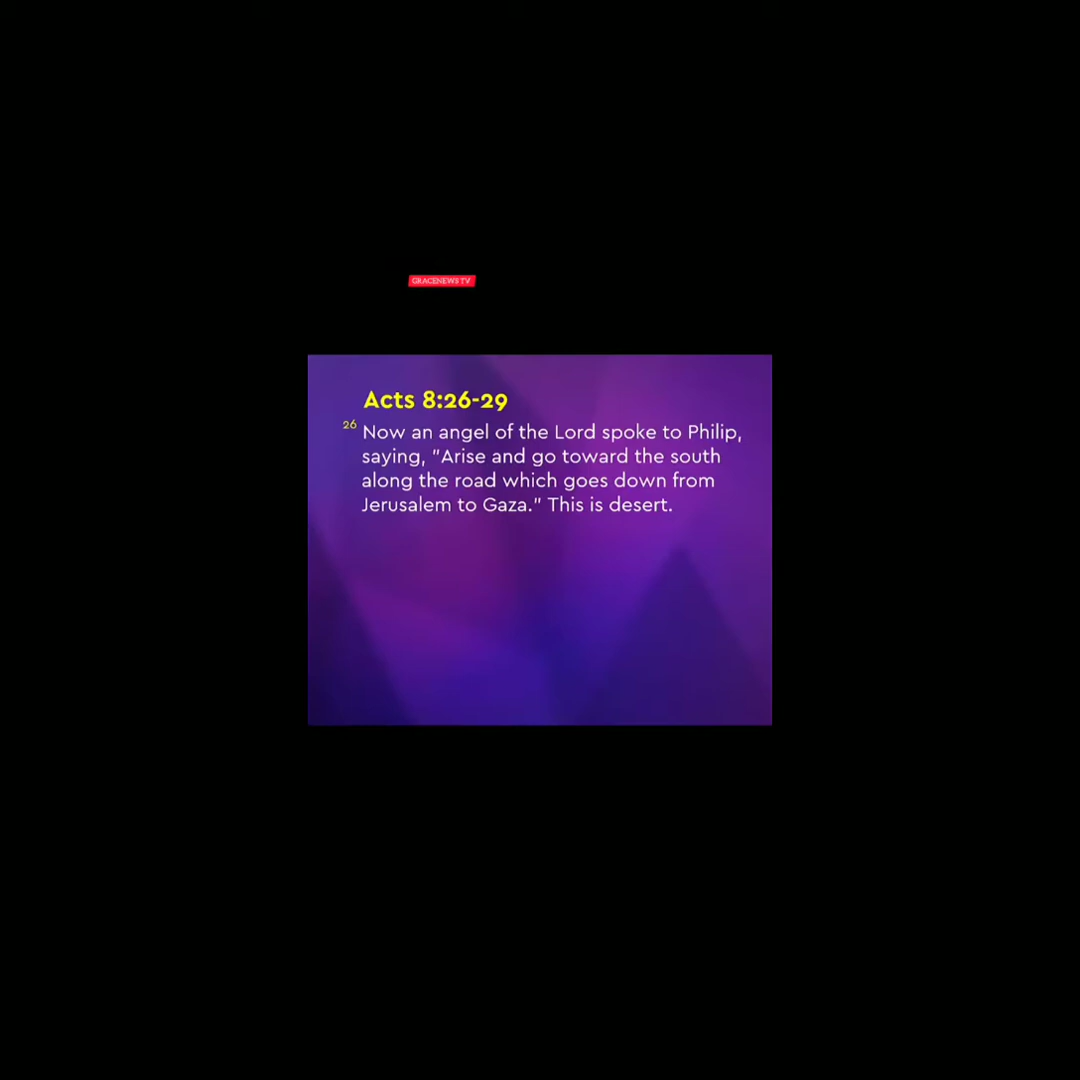 GRACENEWS TV
Acts 8:26-29
26 Now an angel of the Lord spoke to Philip,
saying, "Arise and go toward the south
along the road which goes down from
Jerusalem to Gaza." This is desert.